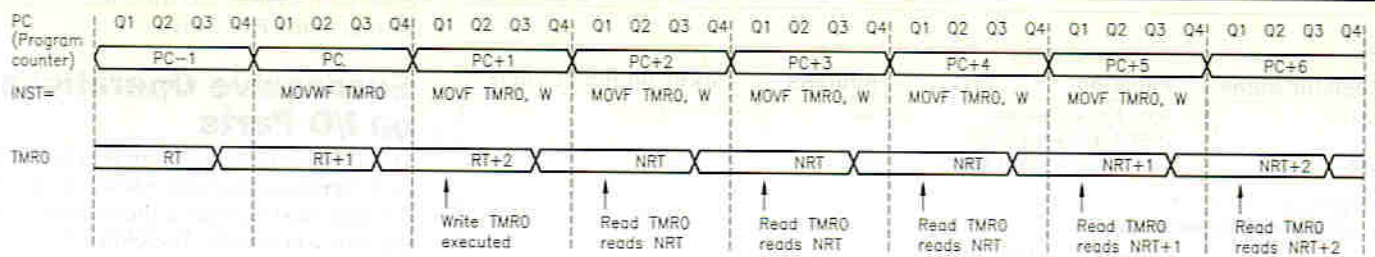 PC Q1 Q2 Q3 Q4 Q1 Q2 Q3 Q4 Q1 Q2 Q3 Q4 Q1 Q2 Q3 Q4 Q1 Q2 Q3 Q4 Q1 Q2 Q3 Q4 Q1 Q2 Q3 Q4 Q1 Q2 Q3 Q4
(Program
counter) PC-1 PC. PC+1 PC+2 PC+3 PC+4 PC+5 PC+6
INST= MOVWF TMR0 MOVF TMR0, W MOVF TMR0, W MOVF TMR0, W MOVF TMR0, W MOVF TMR0, W
TMR0 RT RT+1 RT+2 NRT NRT NRT NRT+1 NRT+2
Write TMR0 Read TMR0 Read TMR0 Read TMR0 Read TMR0 Read TMR0
executed reads NRT reads NRT reads NRT reads NRT+1 reads NRT+2